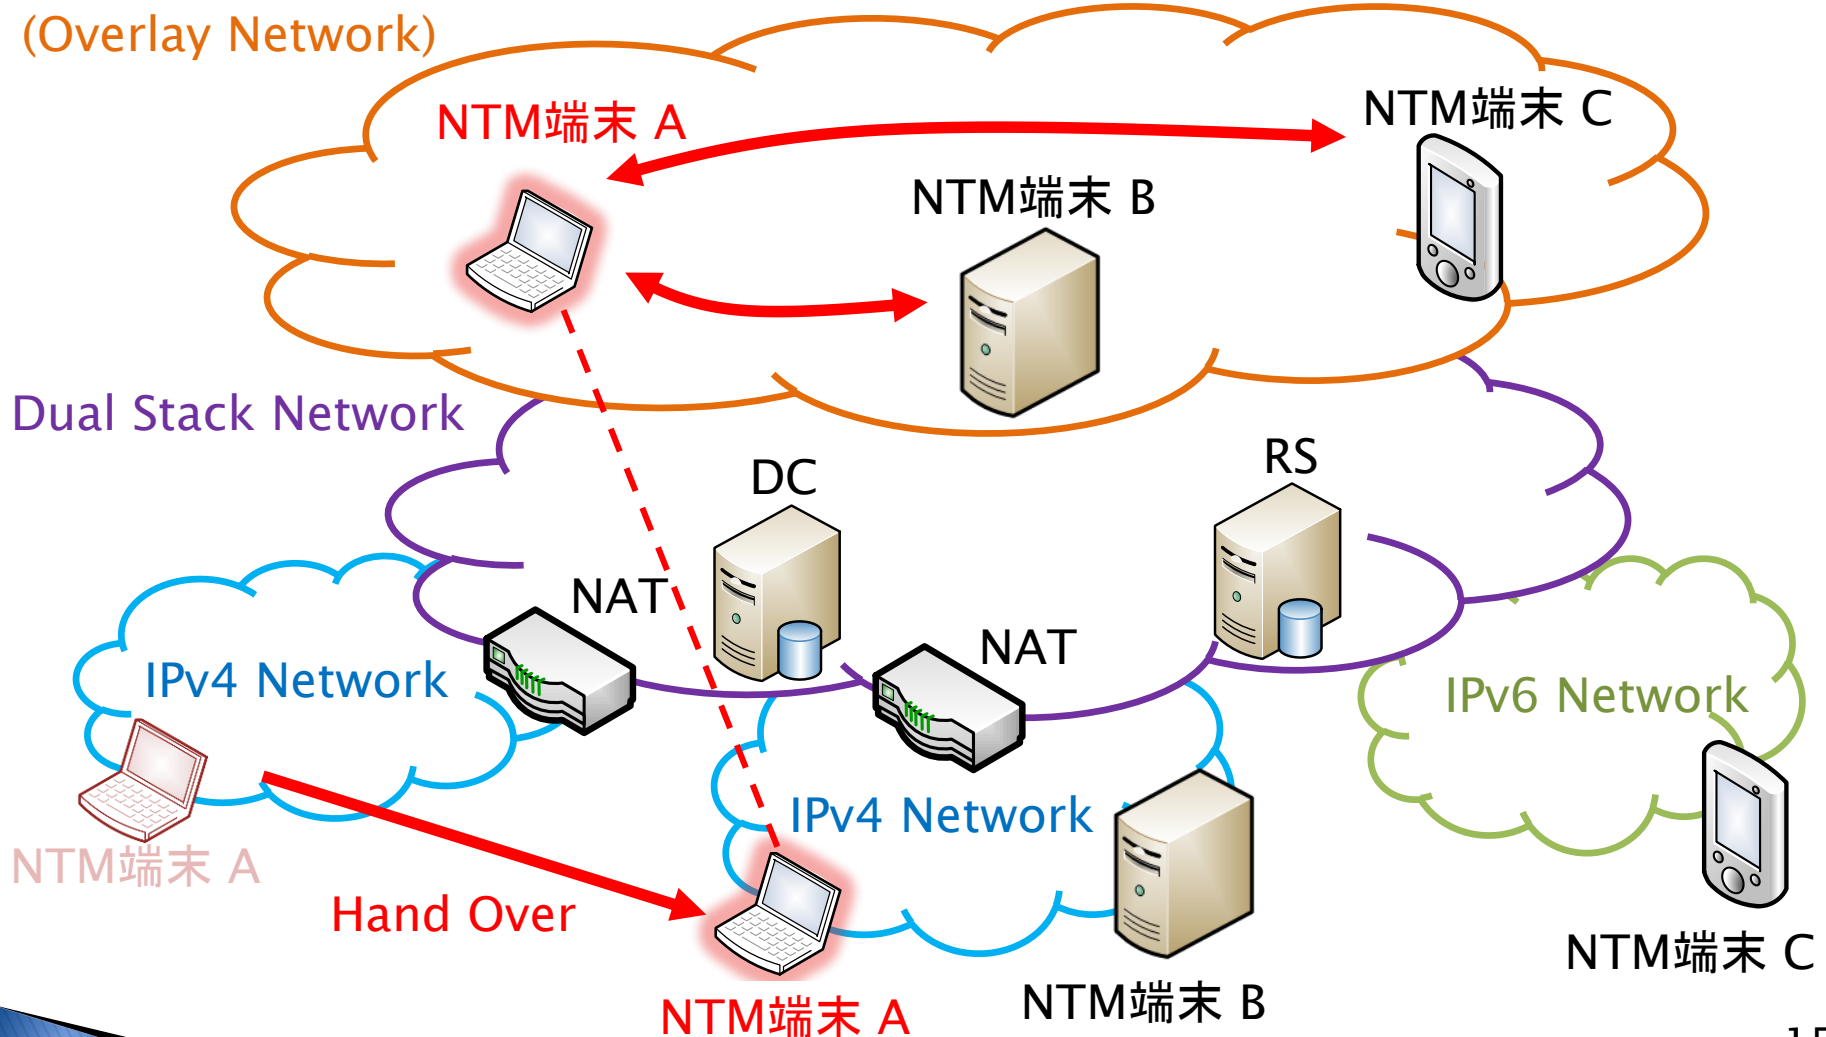 (Overlay Network)
NTM端末 A
NTM端末 C
NTM端末 B
Dual Stack Network
DC
RS
NAT
NAT
IPv4 Network
IPv6 Network
IPv4 Network
NTM端末 A
Hand Over
NTM端末 C
NTM端末 A
NTM端末 B